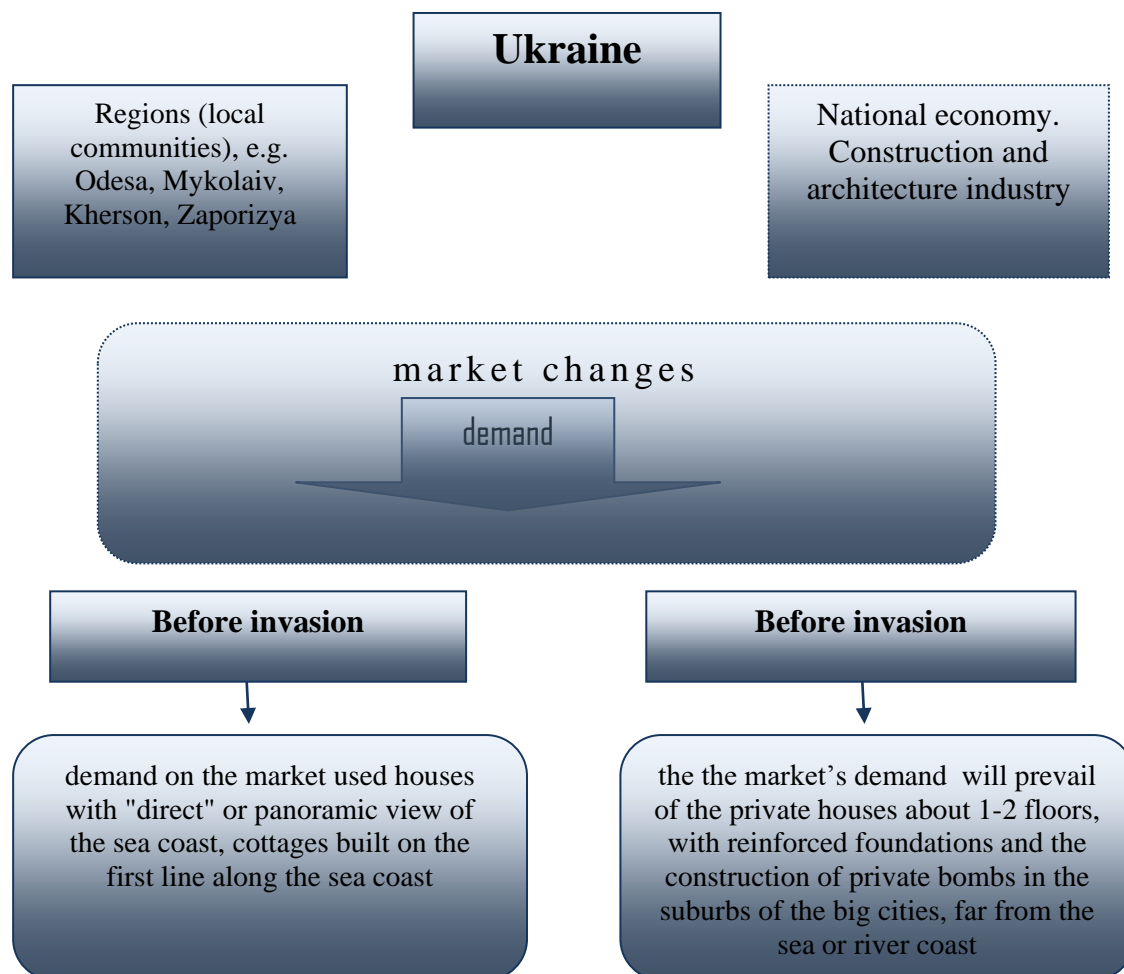 Ukraine
Regions (local
communities), e.g.
Odesa, Mykolaiv,
Kherson, Zaporizya
National economy.
Construction and
architecture industry
market changes
demand
Before invasion
demand on the market used houses
with "direct" or panoramic view of
the sea coast, cottages built on the
first line along the sea coast
Before invasion
the the market’s demand will prevail
of the private houses about 1-2 floors,
with reinforced foundations and the
construction of private bombs in the
suburbs of the big cities, far from the
sea or river coast